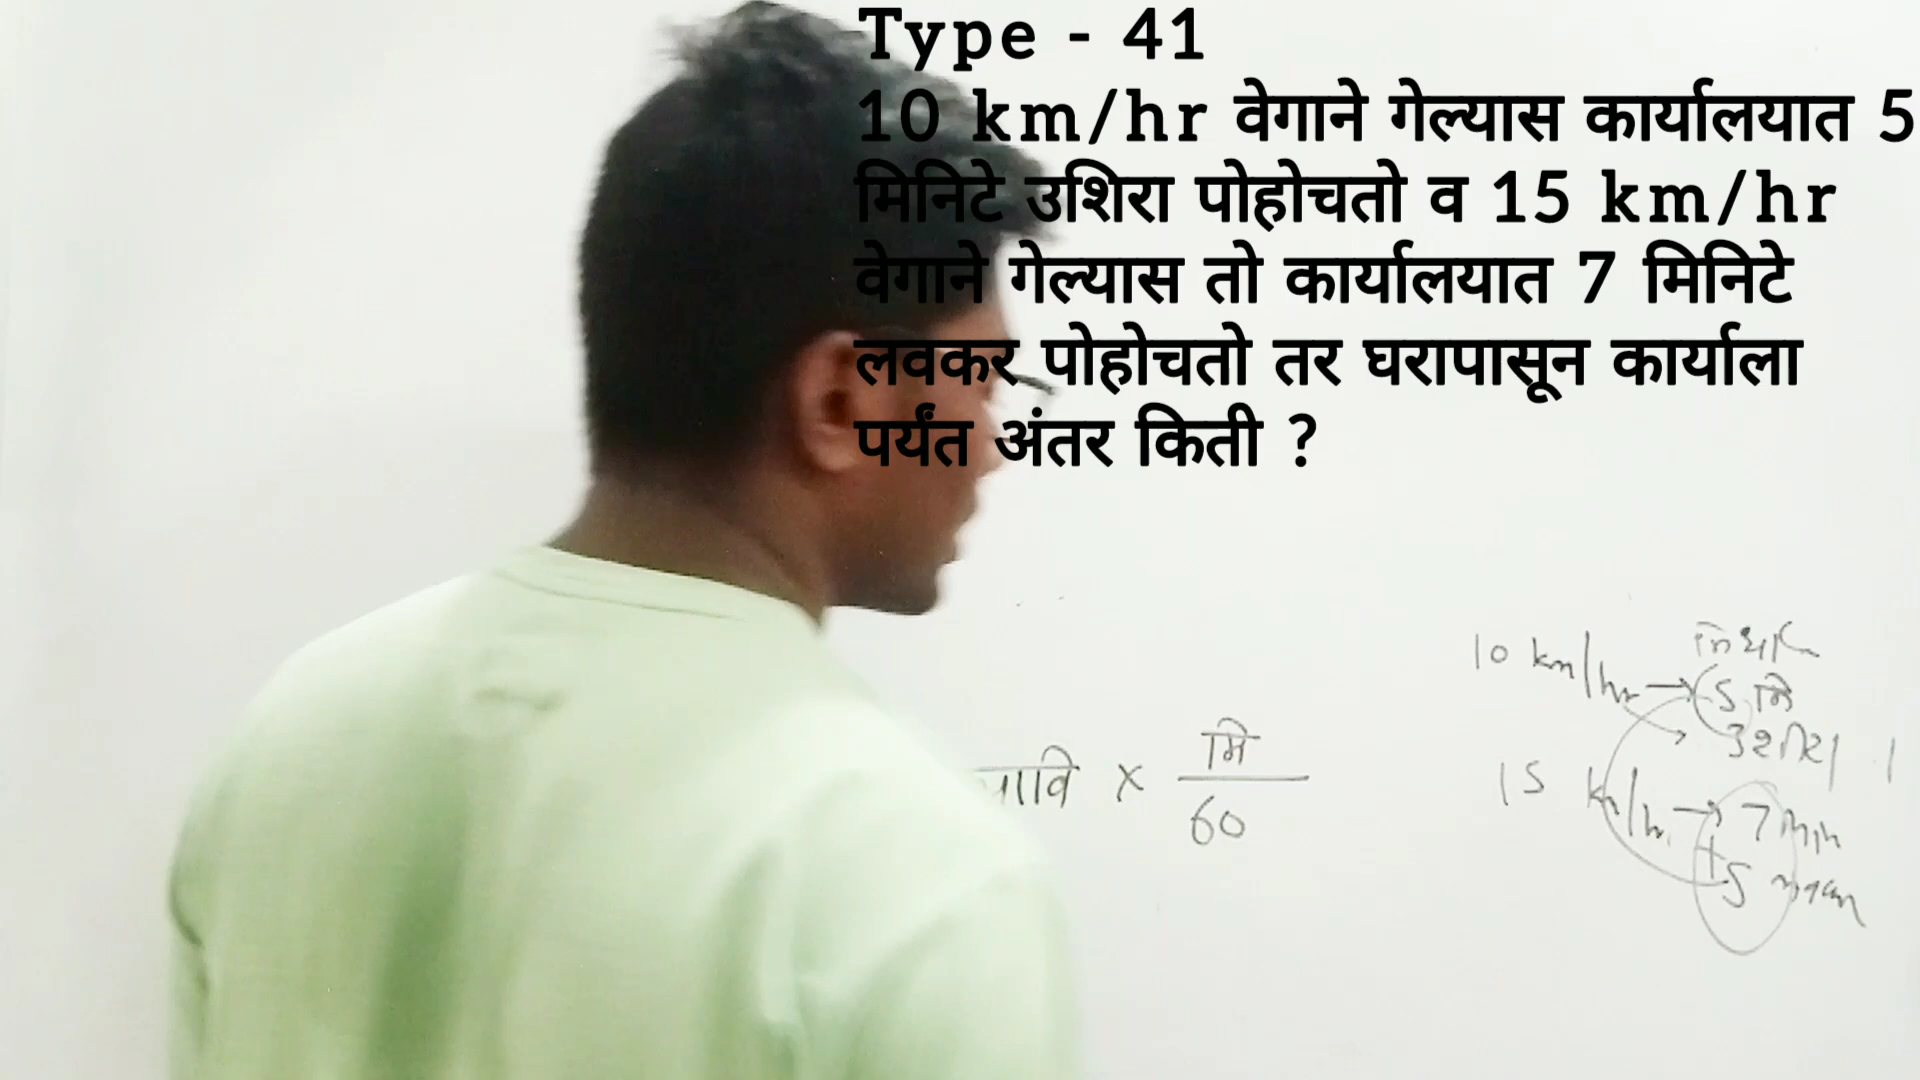 Type - 41
10 km/hr वेगाने गेल्यास कार्यालयात 5
मिनिटे उशिरा पोहोचतो व 15 km/hr
वेगाने गेल्यास तो कार्यालयात 7 मिनिटे
लवकर पोहोचतो तर घरापासून कार्याला
पर्यंत अंतर किती ?
10 km/hr → 5 मि
उशीरा
× मि
60
15 km/hr → 7 min
+ 5